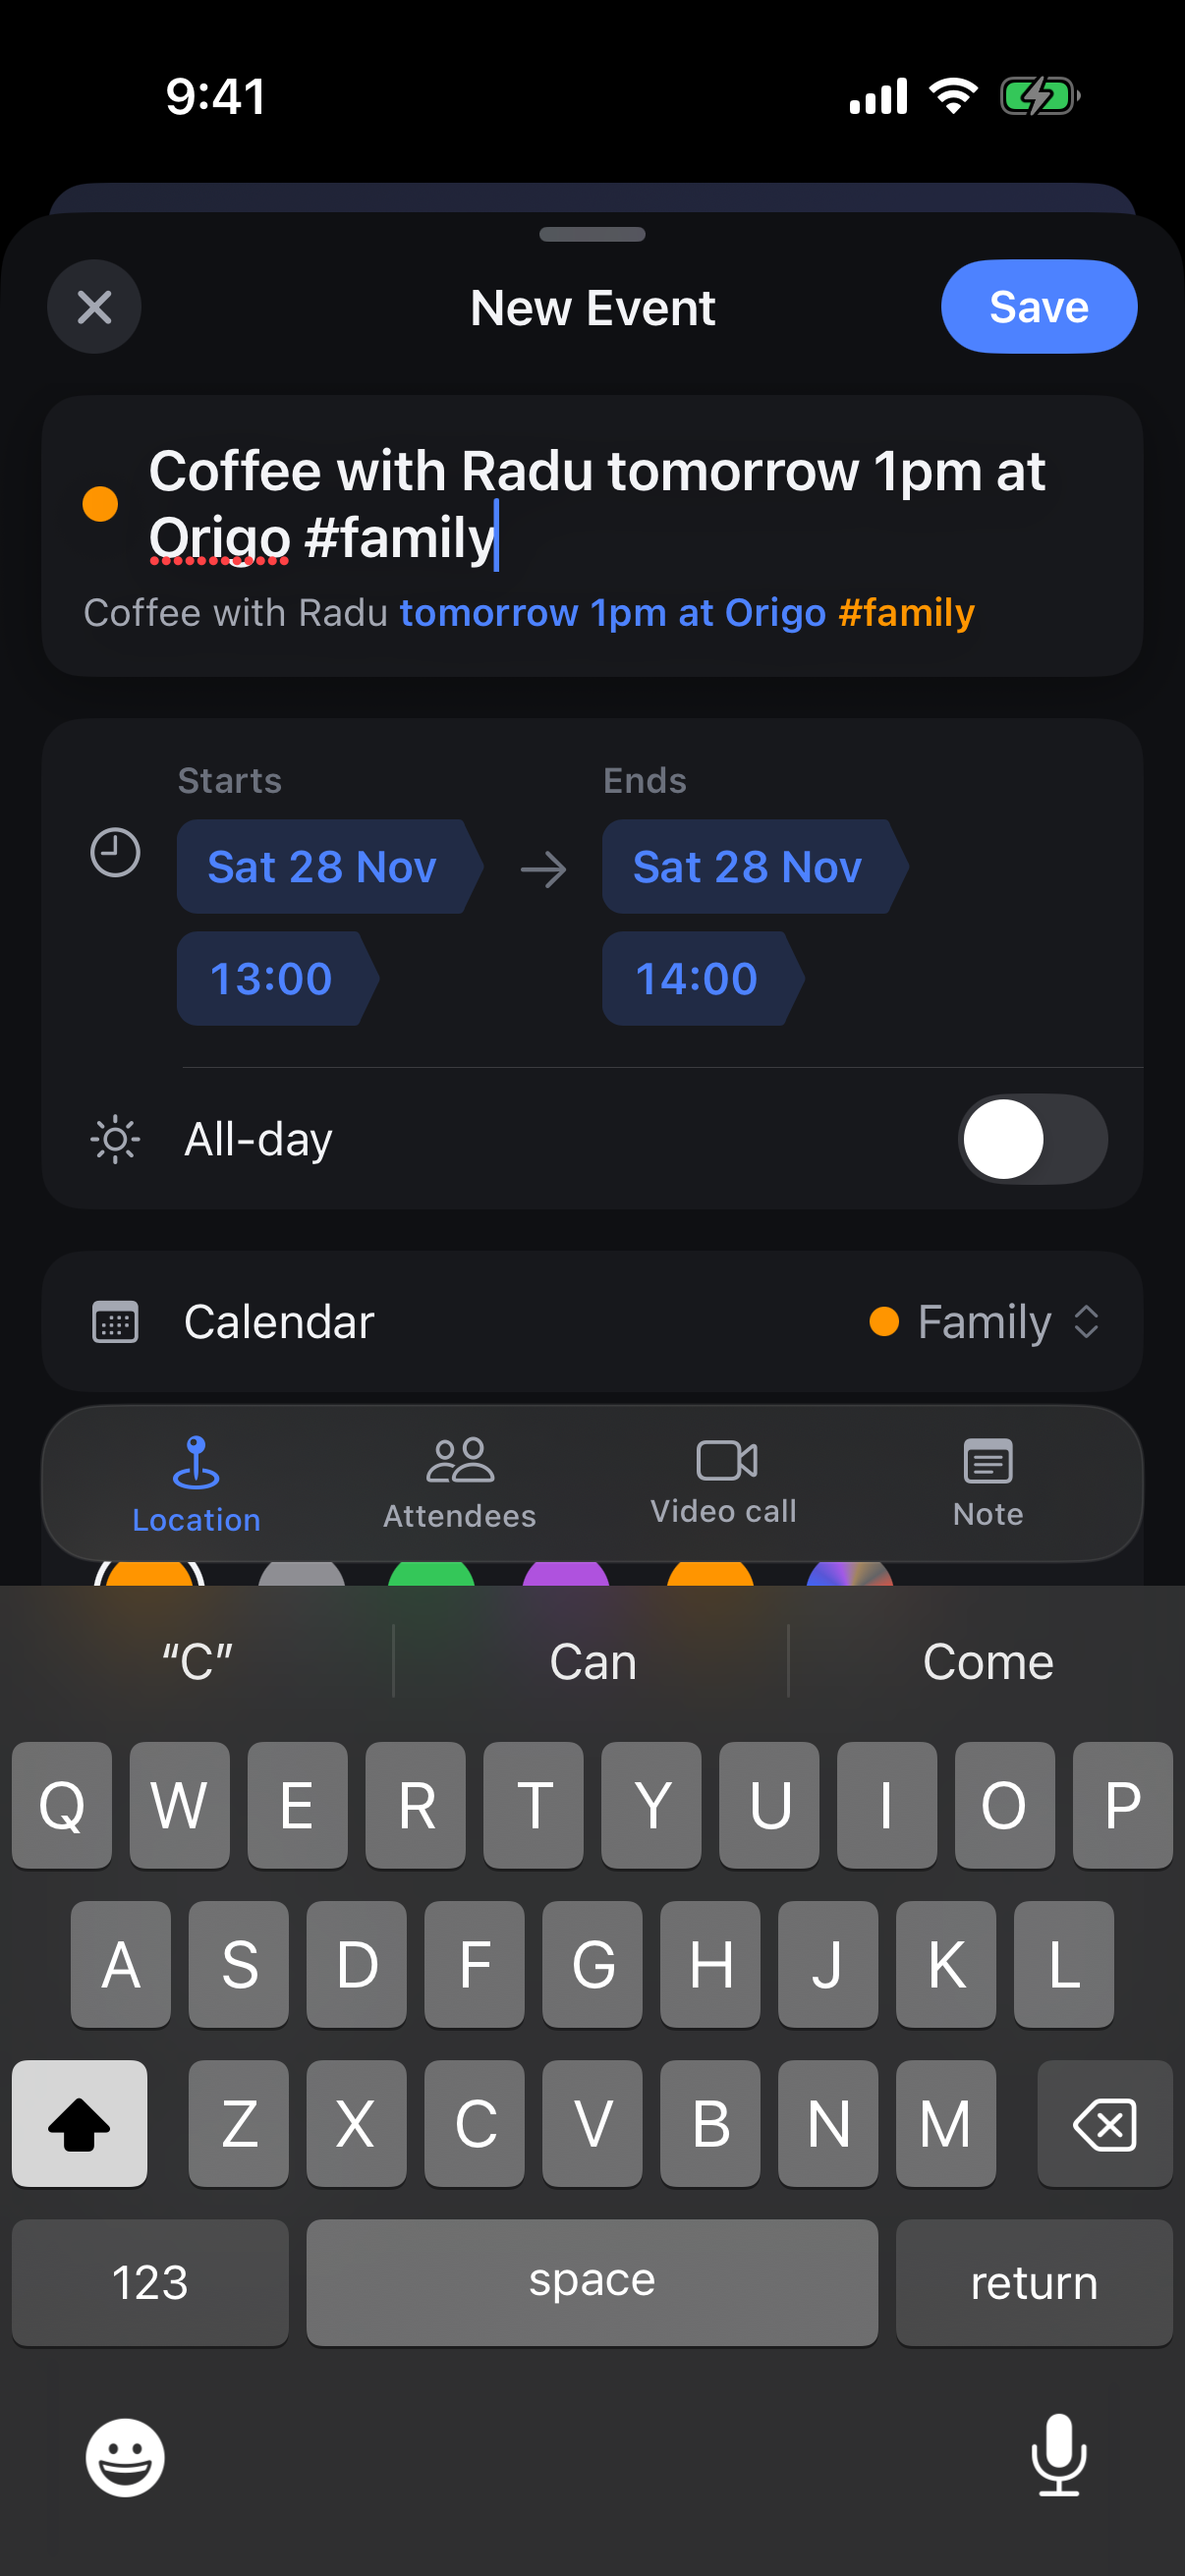 9:41
New Event
Save
Coffee with Radu tomorrow 1pm at
Origo #family
Coffee with Radu tomorrow 1pm at Origo #family
Starts
Ends
Sat 28 Nov
Sat 28 Nov
13:00
14:00
All-day
Calendar
Family
Location
Attendees
Video call
Note
“C”
Can
Come
Q W E R T Y U I O P
A S D F G H J K L
Z X C V B N M
123
space
return